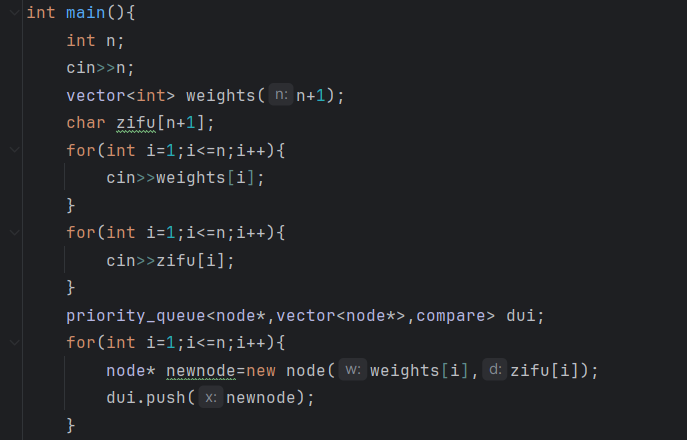 int main(){
    int n;
    cin>>n;
    vector<int> weights( n: n+1);
    char zifu[n+1];
    for(int i=1;i<=n;i++){
        cin>>weights[i];
    }
    for(int i=1;i<=n;i++){
        cin>>zifu[i];
    }
    priority_queue<node*,vector<node*>,compare> dui;
    for(int i=1;i<=n;i++){
        node* newnode=new node( w: weights[i], d: zifu[i]);
        dui.push( x: newnode);
    }